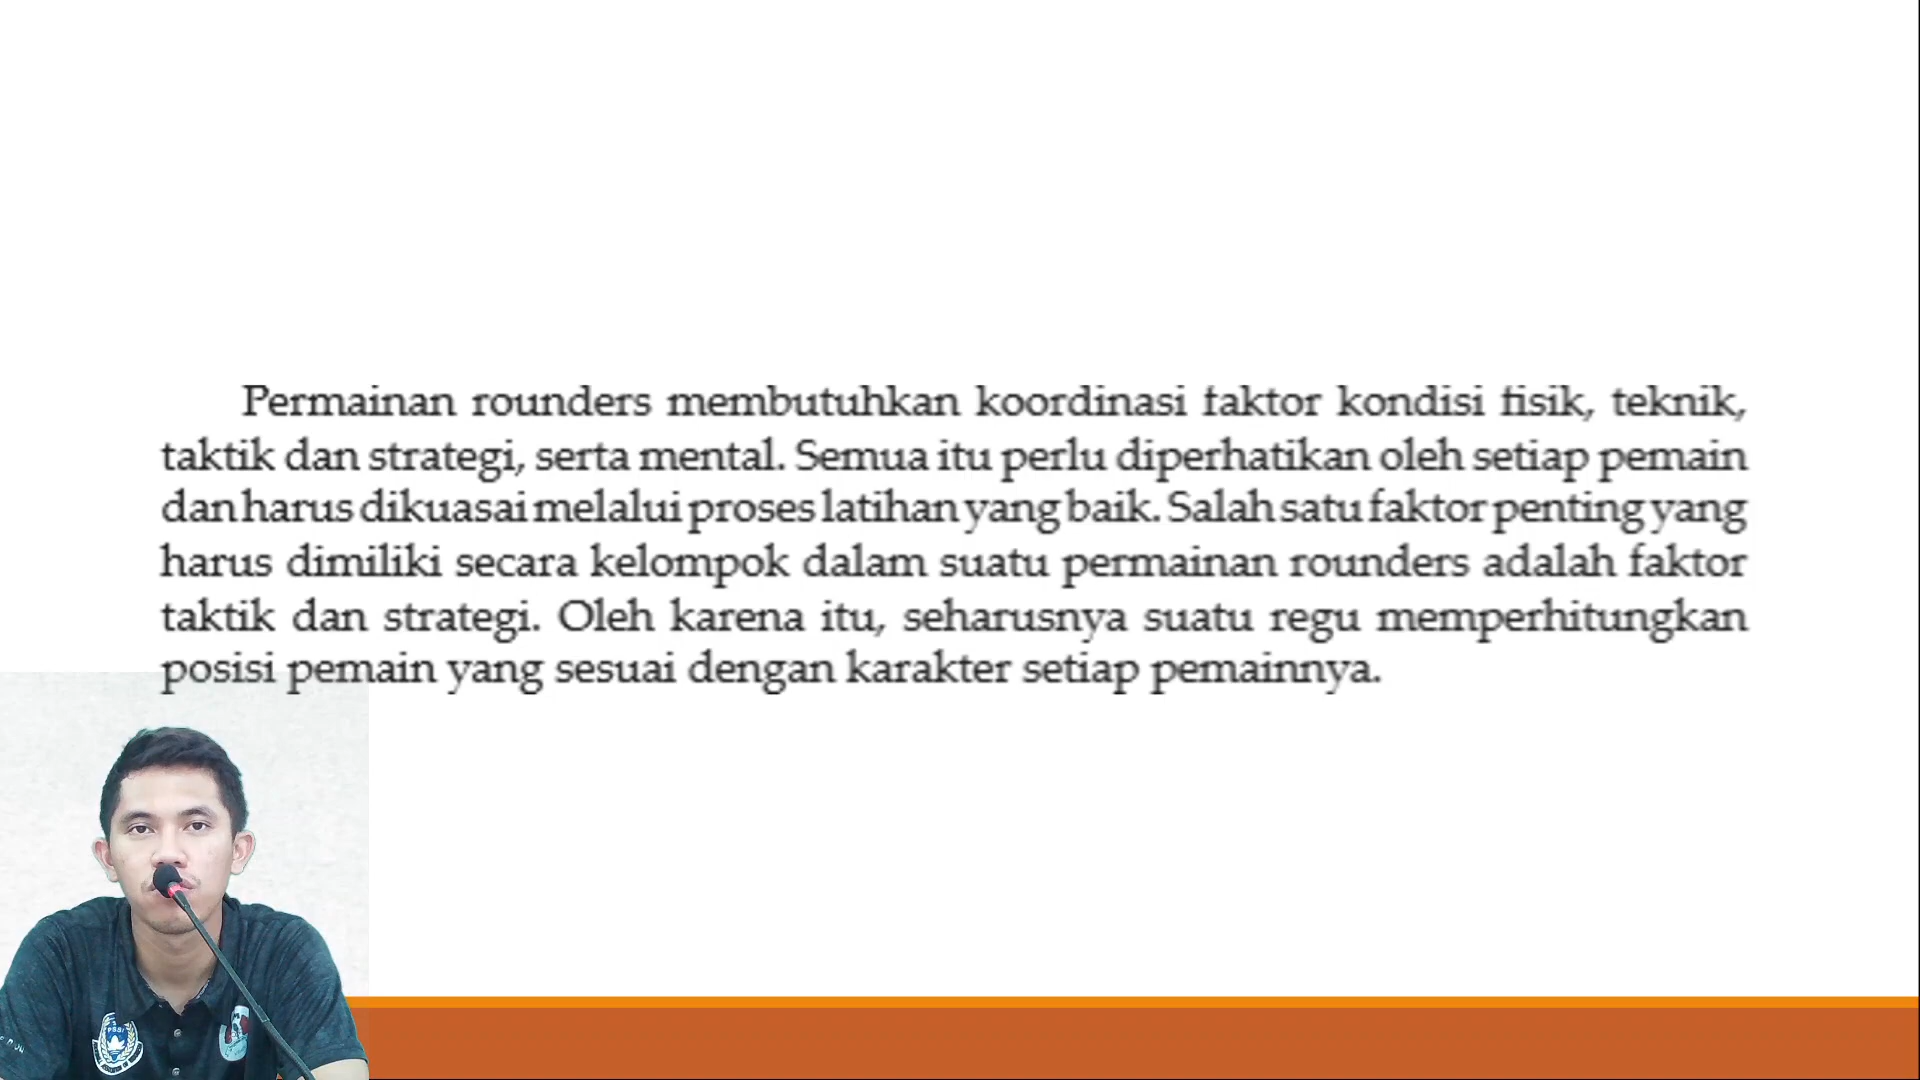 Permainan rounders membutuhkan koordinasi faktor kondisi fisik, teknik,
taktik dan strategi, serta mental. Semua itu perlu diperhatikan oleh setiap pemain
dan harus dikuasai melalui proses latihan yang baik. Salah satu faktor penting yang
harus dimiliki secara kelompok dalam suatu permainan rounders adalah faktor
taktik dan strategi. Oleh karena itu, seharusnya suatu regu memperhitungkan
posisi pemain yang sesuai dengan karakter setiap pemainnya.
PSSI